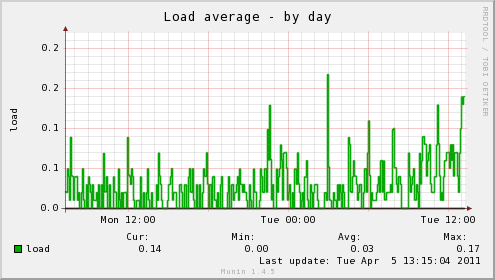 Load average - by day
RRDTOOL / TOBI OETIKER
load
0.2
0.2
0.1
0.1
0.0
Mon 12:00 Tue 00:00 Tue 12:00
Cur: Min: Avg: Max:
load 0.14 0.00 0.03 0.17
Last update: Tue Apr 5 13:15:04 2011
Munin 1.4.5